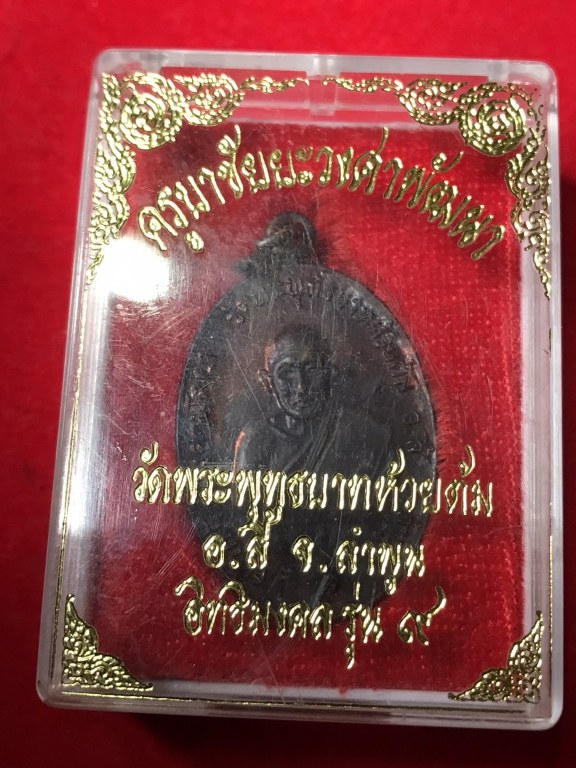 ครูบาชัยยะวงศาพัฒนา
วัดพระพุทธบาทห้วยต้ม
อ.ลี้ จ.ลำพูน
อิทธิมงคล รุ่น ๙